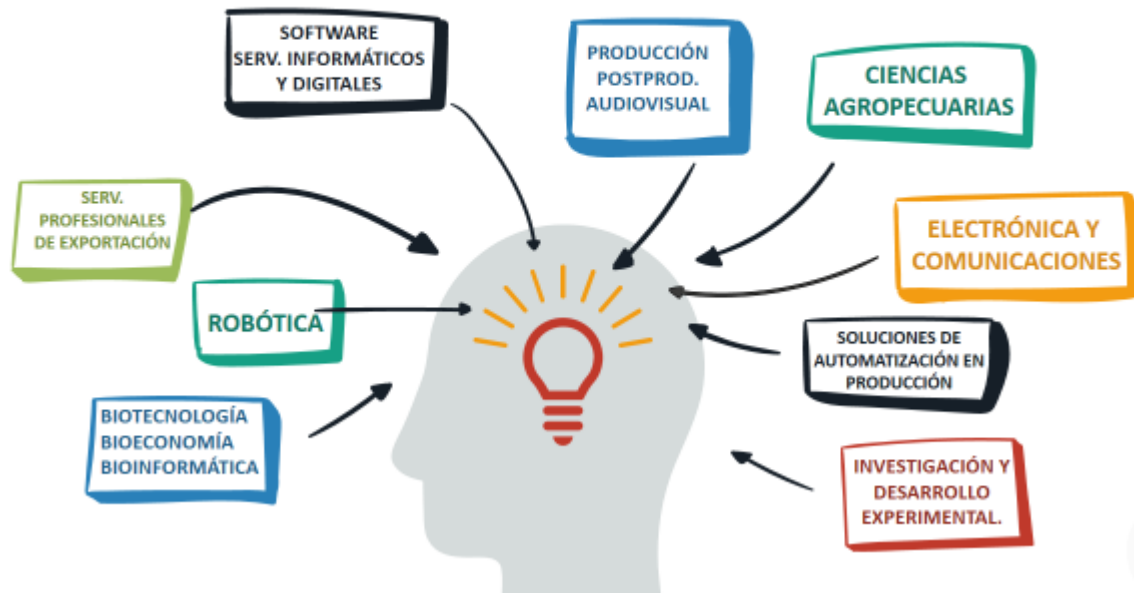 SOFTWARE
SERV. INFORMÁTICOS
Y DIGITALES
PRODUCCIÓN
POSTPROD.
AUDIOVISUAL
CIENCIAS
AGROPECUARIAS
SERV.
PROFESIONALES
DE EXPORTACIÓN
ELECTRÓNICA Y
COMUNICACIONES
ROBÓTICA
SOLUCIONES DE
AUTOMATIZACIÓN EN
PRODUCCIÓN
BIOTECNOLOGÍA
BIOECONOMÍA
BIOINFORMÁTICA
INVESTIGACIÓN Y
DESARROLLO
EXPERIMENTAL.